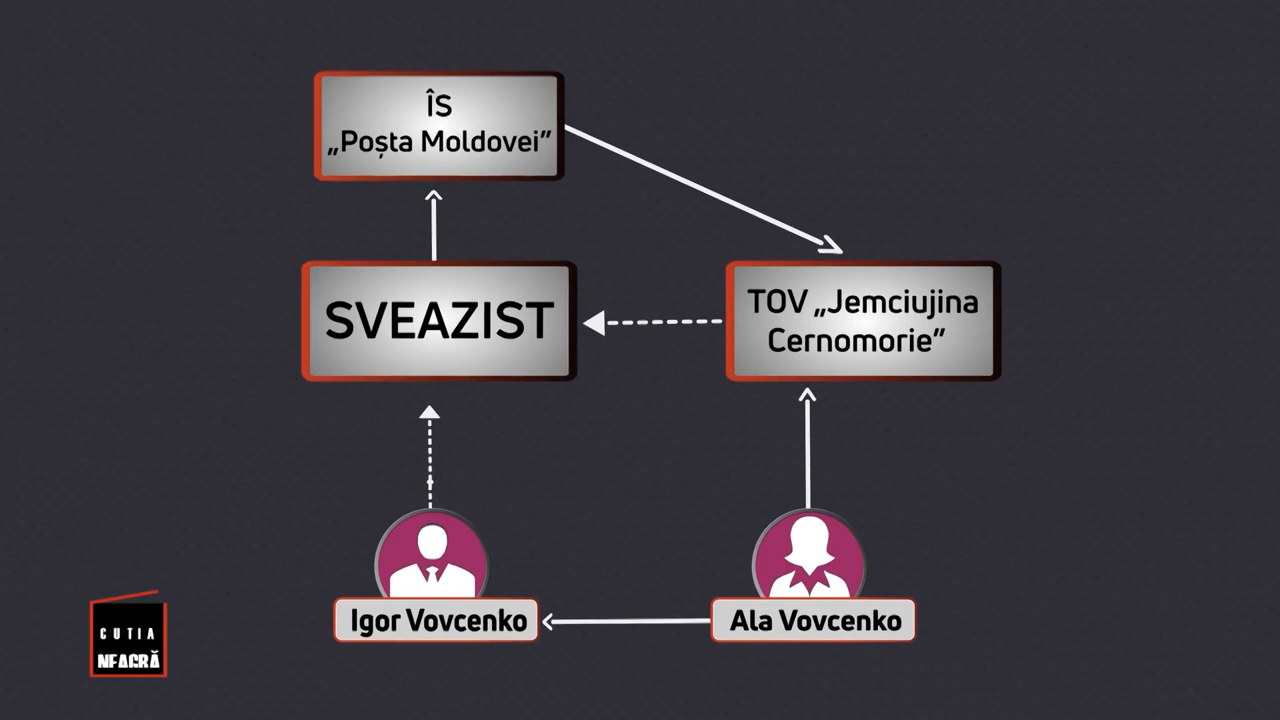 ÎS
„Poșta Moldovei”
SVEAZIST
TOV „Jemciujina
Cernomorie”
Igor Vovcenko
Ala Vovcenko
CUTIA
NEAGRĂ